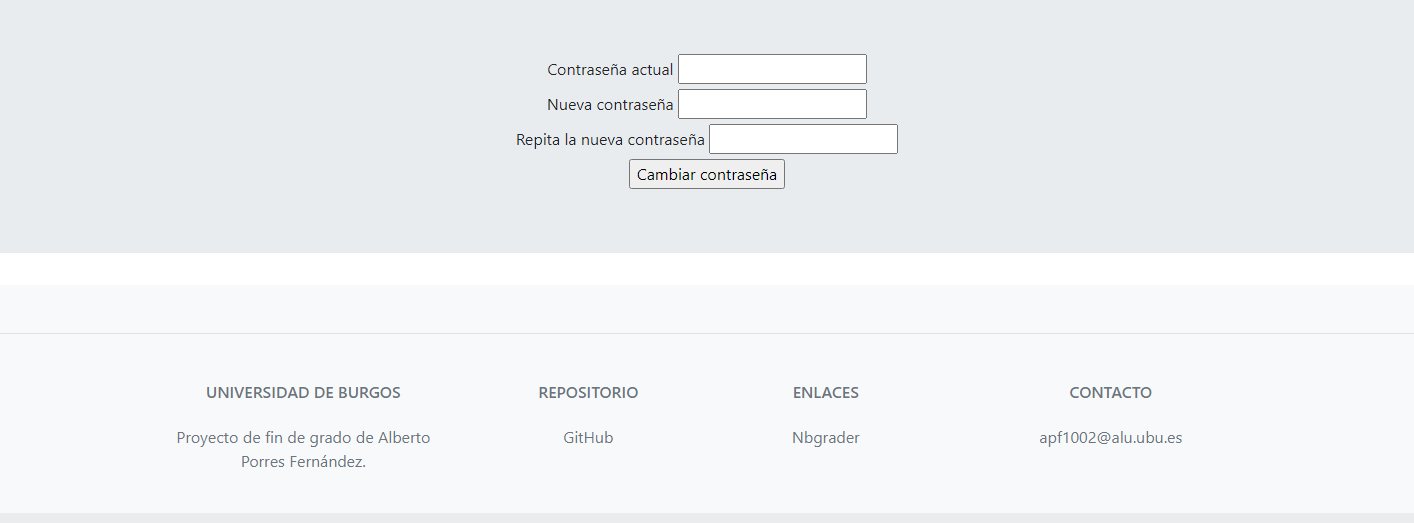 Contraseña actual
Nueva contraseña
Repita la nueva contraseña
Cambiar contraseña
UNIVERSIDAD DE BURGOS
Proyecto de fin de grado de Alberto
Porres Fernández.
REPOSITORIO
GitHub
ENLACES
Nbgrader
CONTACTO
apf1002@alu.ubu.es